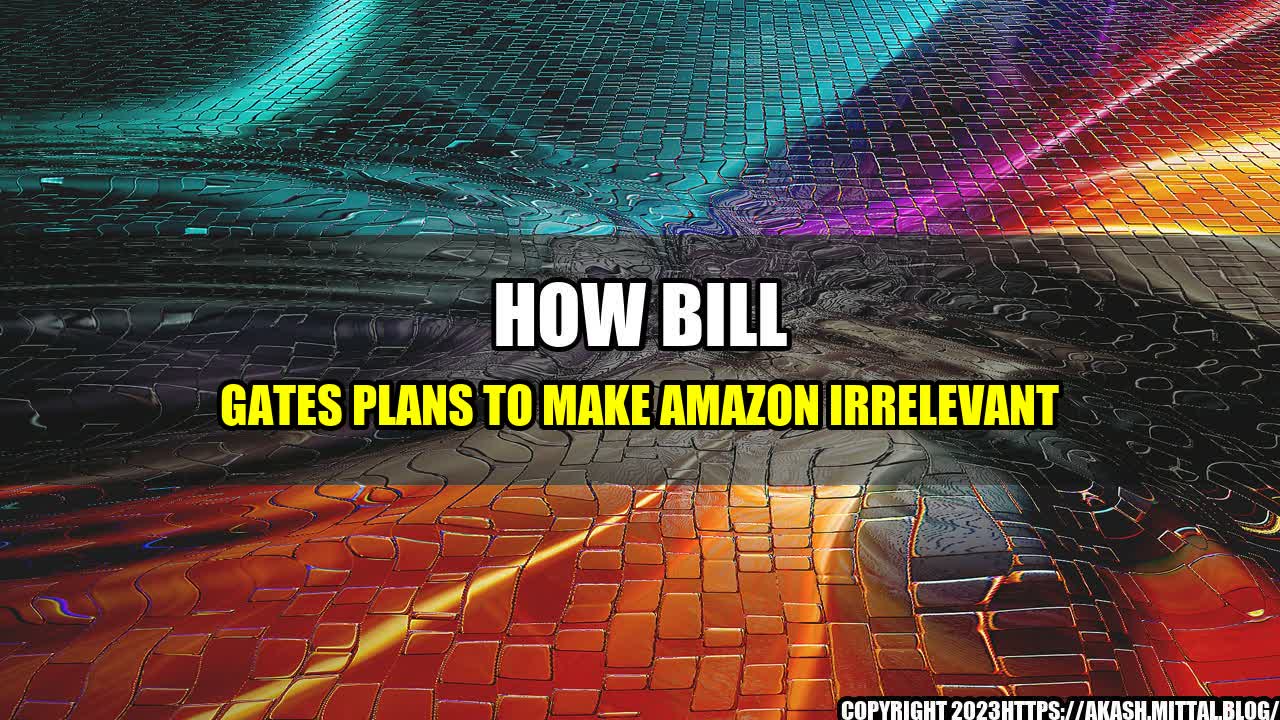 HOW BILL
GATES PLANS TO MAKE AMAZON IRRELEVANT
COPYRIGHT 2023HTTPS://AKASH.MITTAL.BLOG/